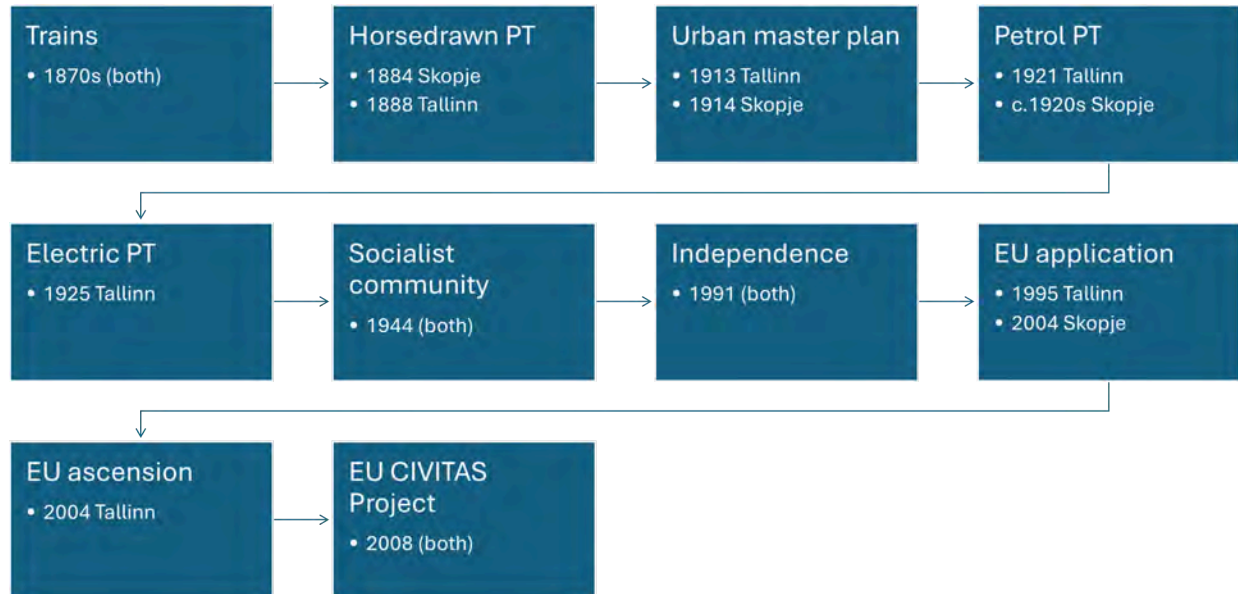 Trains
• 1870s (both)
Horsedrawn PT
• 1884 Skopje
• 1888 Tallinn
Urban master plan
• 1913 Tallinn
• 1914 Skopje
Petrol PT
• 1921 Tallinn
• c.1920s Skopje
Electric PT
• 1925 Tallinn
Socialist
community
• 1944 (both)
Independence
• 1991 (both)
EU application
• 1995 Tallinn
• 2004 Skopje
EU ascension
• 2004 Tallinn
EU CIVITAS
Project
• 2008 (both)